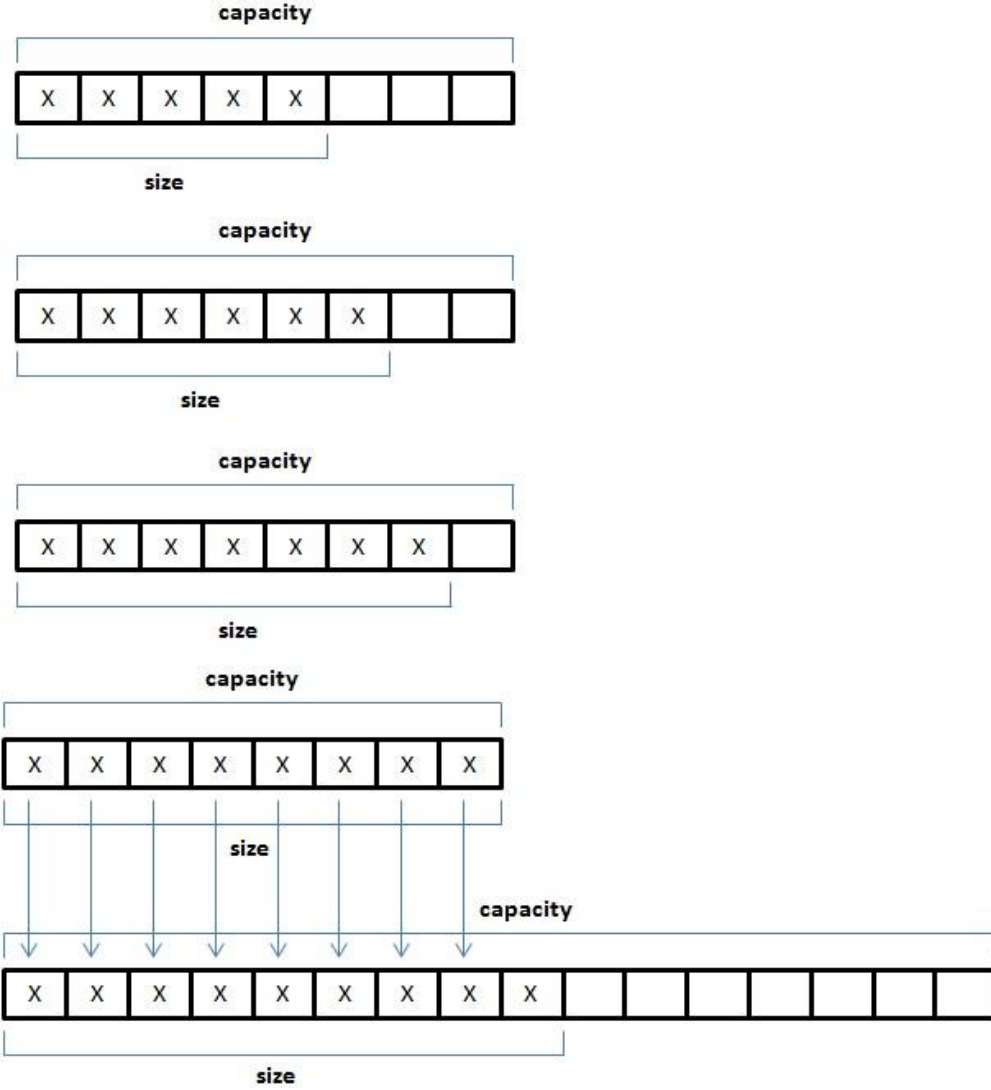 capacity
X X X X X
size
capacity
X X X X X X
size
capacity
X X X X X X X
size
capacity
X X X X X X X X
size
capacity
X X X X X X X X X
size